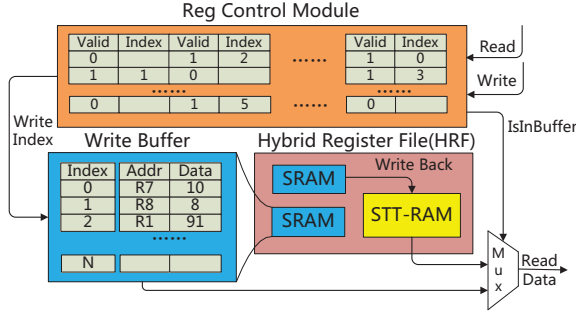 Reg Control Module
Valid Index Valid Index Valid Index
0 1 2 ...... 1 0
1 1 0 1 3
...... ......
0 1 5 ...... 0
Read
Write
Write
Index
IsInBuffer
Write Buffer
Index Addr Data
0 R7 10
1 R8 8
2 R1 91
......
N
Hybrid Register File(HRF)
Write Back
SRAM
SRAM
STT-RAM
Mux
Read
Data